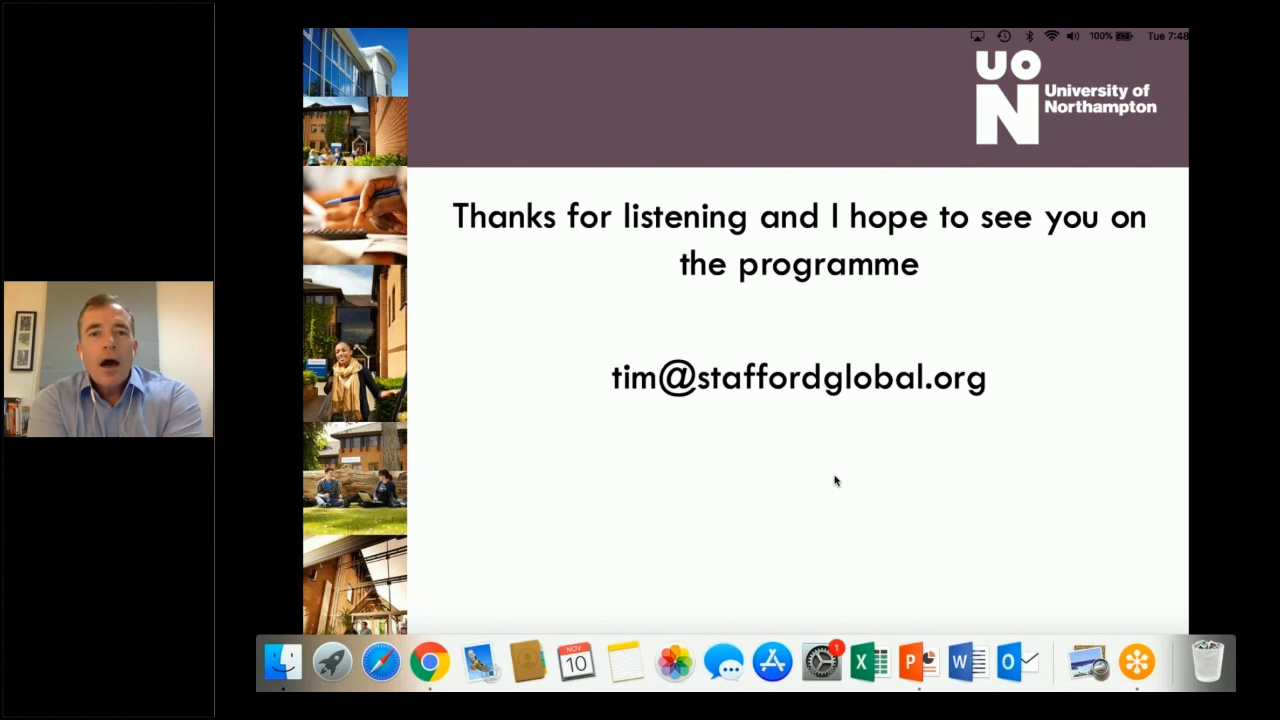 100%
Tue 7:48
UO
N
University of
Northampton
Thanks for listening and I hope to see you on
the programme
tim@staffordglobal.org
NOV
10
1
X
P
W
O